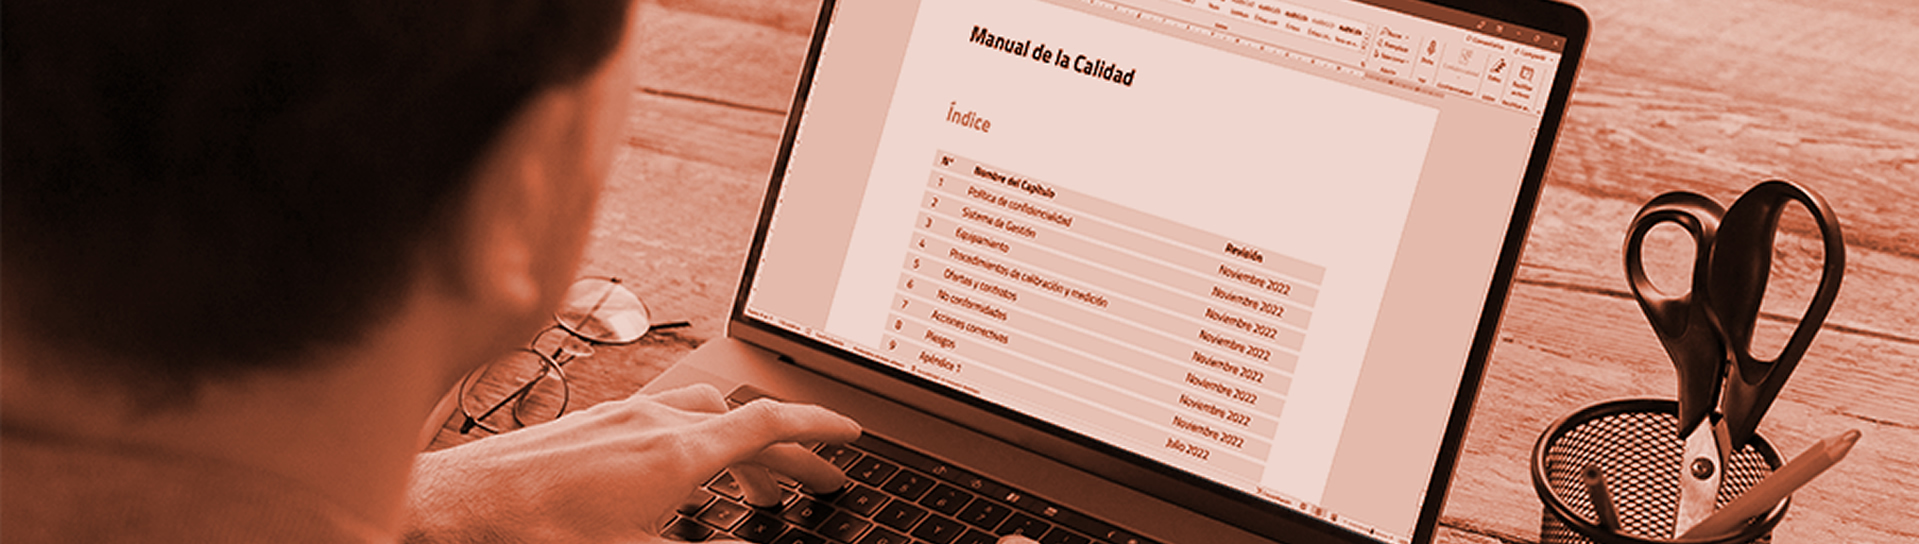 Manual de la Calidad
Índice
N° Nombre del Capítulo Revisión
1 Política de confidencialidad Noviembre 2022
2 Sistema de Gestión Noviembre 2022
3 Equipamiento Noviembre 2022
4 Procedimientos de calibración y medición Noviembre 2022
5 Ofertas y contratos Noviembre 2022
6 No conformidades Noviembre 2022
7 Acciones correctivas Noviembre 2022
8 Riesgos Noviembre 2022
9 Apéndice 1 Julio 2022